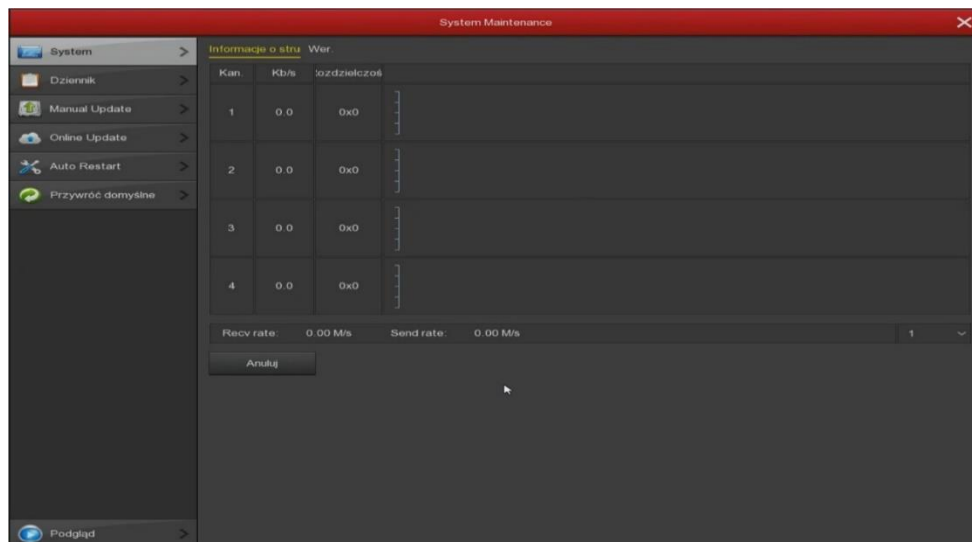 System Maintenance
System
Dziennik
Manual Update
Online Update
Auto Restart
Przywróć domyślne
Podgląd
Informacje o stru Wer.
Kan. Kb/s ozdzielczoś
1 0.0 0x0
2 0.0 0x0
3 0.0 0x0
4 0.0 0x0
Recv rate: 0.00 M/s Send rate: 0.00 M/s 1
Anuluj